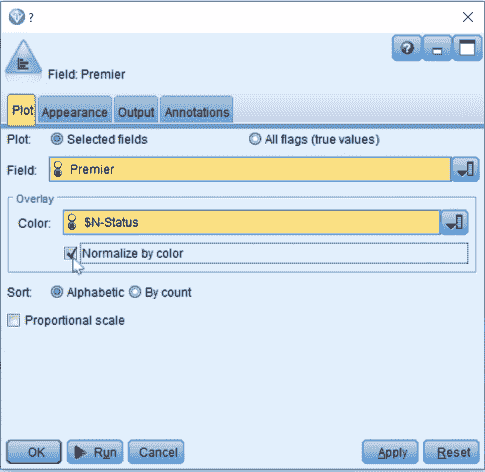 ?
Field: Premier
Plot Appearance Output Annotations
Plot: Selected fields All flags (true values)
Field: Premier
Overlay
Color: $N-Status
Normalize by color
Sort: Alphabetic By count
Proportional scale
OK Run Cancel Apply Reset